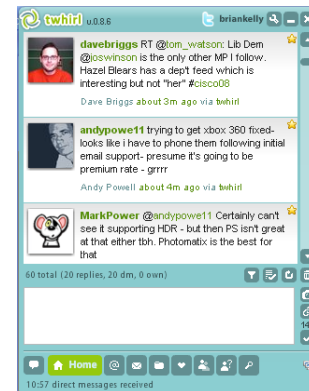 twhirl u.0.8.6 briankelly
davebriggs RT @tom_watson: Lib Dem
@joswinson is the only other MP I follow.
Hazel Blears has a dep't feed which is
interesting but not "her" #cisco08
Dave Briggs about 3m ago via twhirl
andypowe11 trying to get xbox 360 fixed-
looks like i have to phone them following initial
email support- presume it's going to be
premium rate - grrrr
Andy Powell about 4m ago via twhirl
MarkPower @andypowe11 Certainly can't
see it supporting HDR - but then PS isn't great
at that either tbh. Photomatix is the best for
that
60 total (20 replies, 20 dm, 0 own)
Home @
10:57 direct messages received